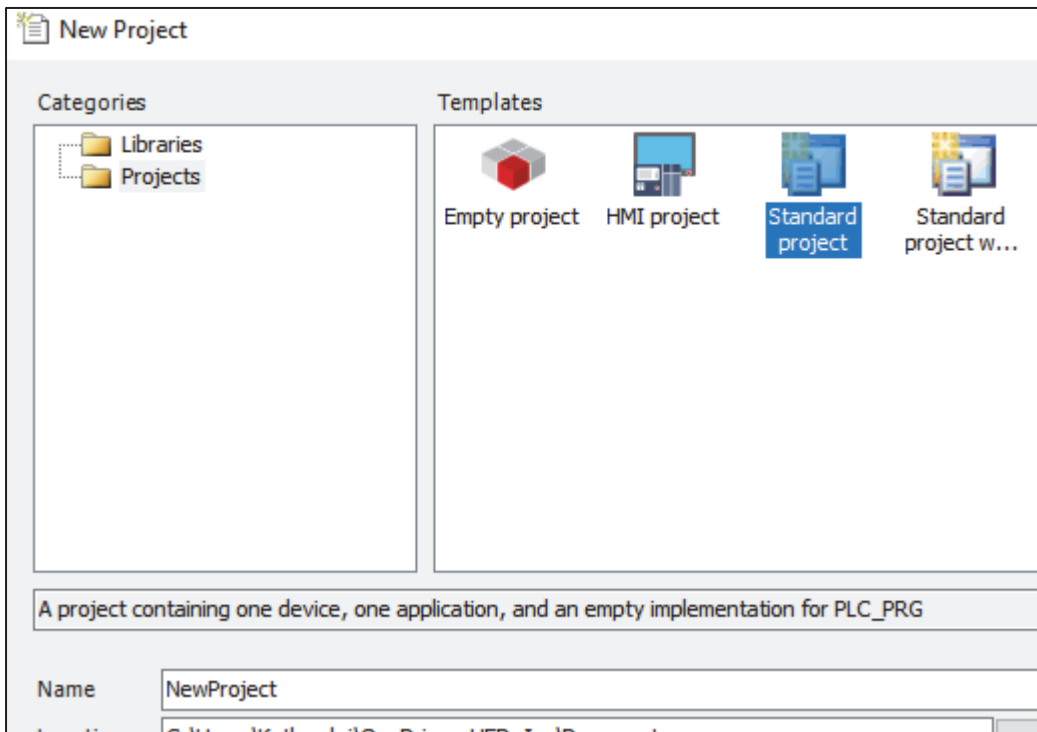 New Project
Categories
Templates
Libraries
Projects
Empty project
HMI project
Standard
project
Standard
project w...
A project containing one device, one application, and an empty implementation for PLC_PRG
Name
NewProject